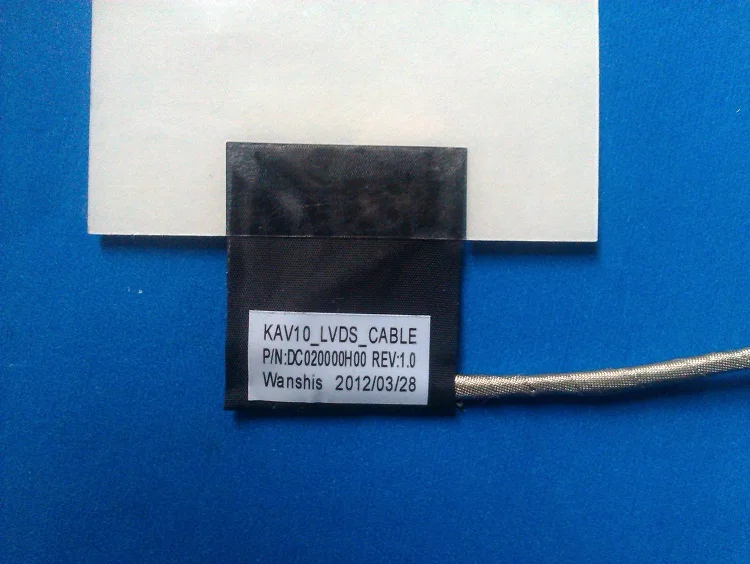 KAV10_LVDS_CABLE
P/N:DC020000H00 REV:1.0
Wanshis 2012/03/28